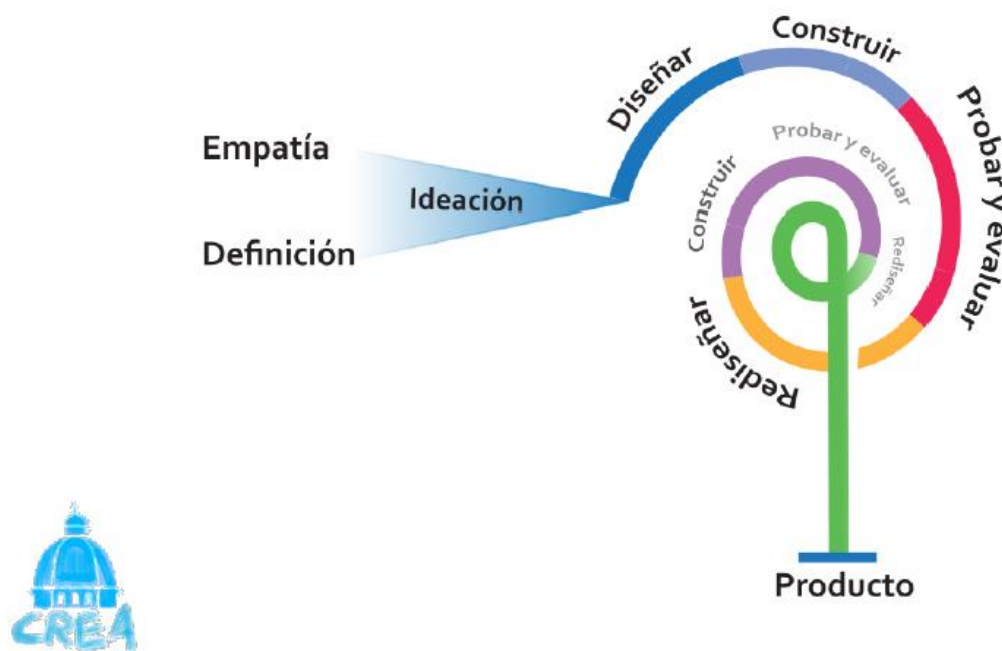 Empatía
Definición
Ideación
Diseñar
Construir
Probar y evaluar
Rediseñar
Construir
Probar y evaluar
Rediseñar
Producto
CREA